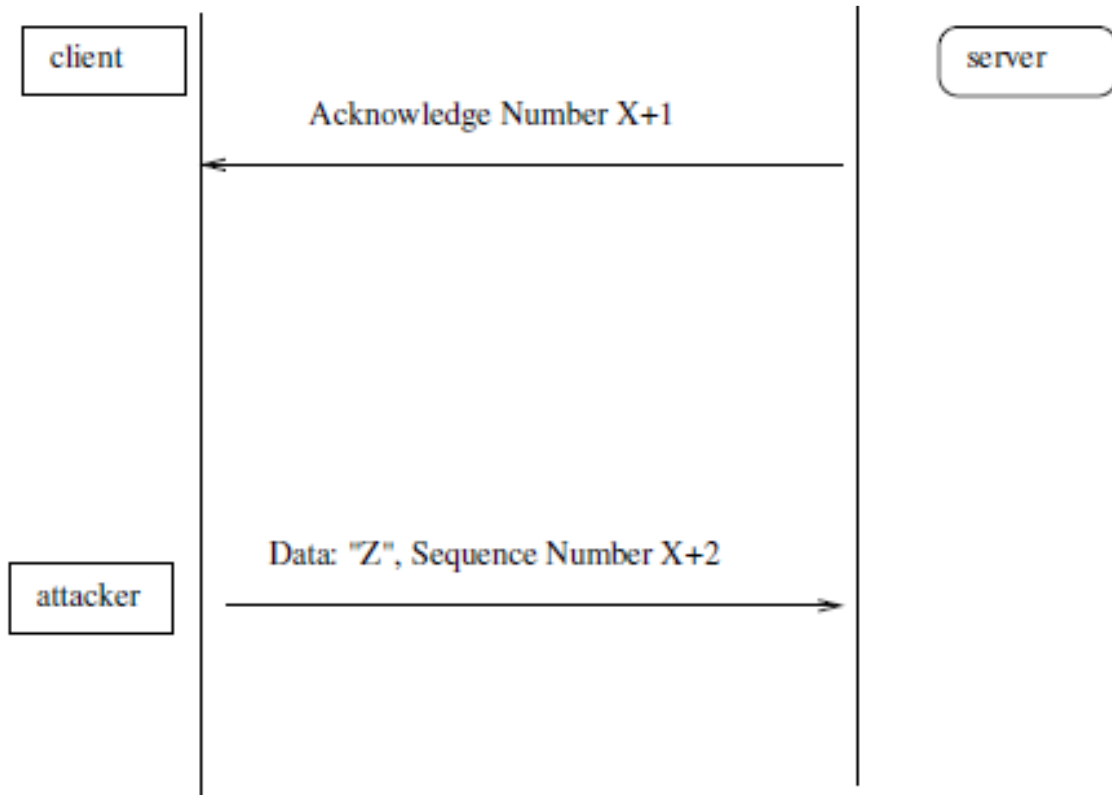 client
server
Acknowledge Number X+1
Data: "Z", Sequence Number X+2
attacker